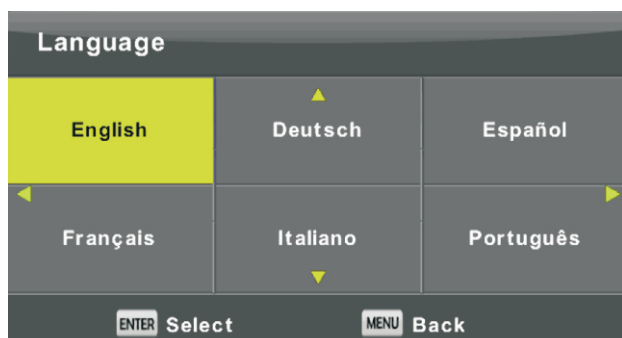 Language
English Deutsch Español
Français Italiano Português
ENTER Select MENU Back